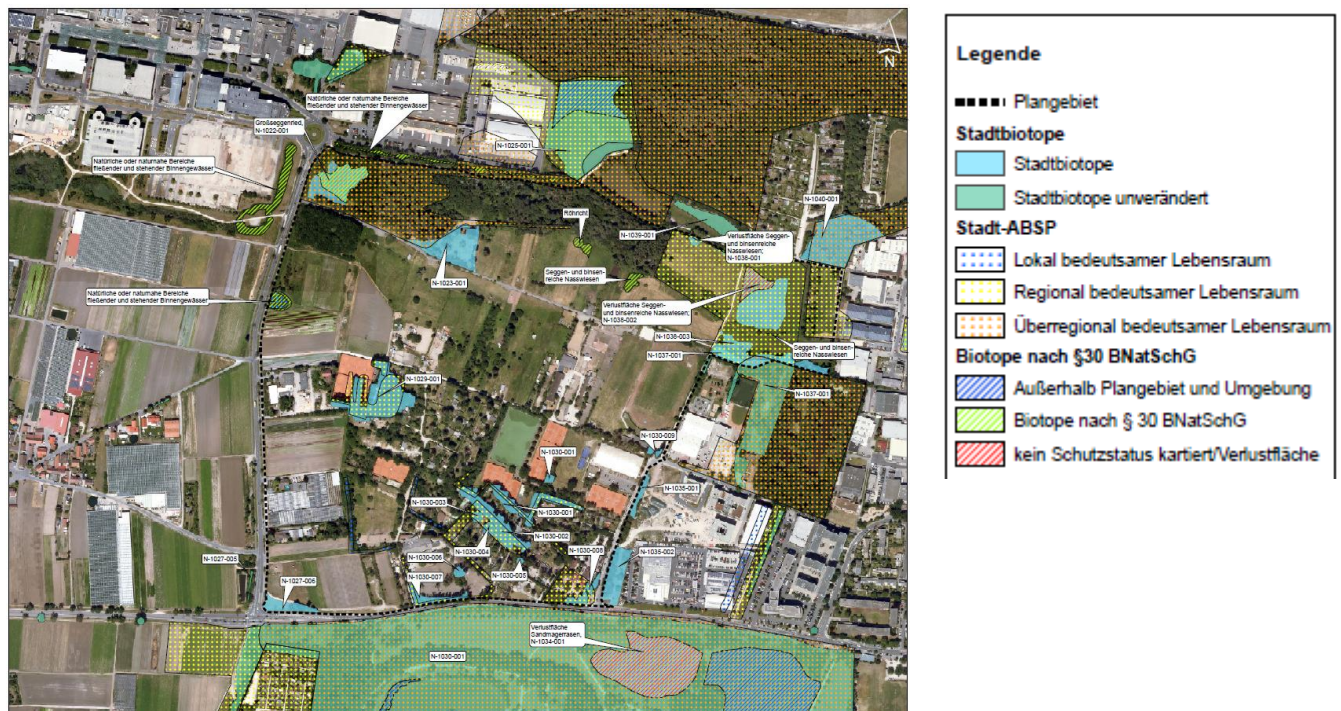 Natürliche oder naturnahe Bereiche
fließender und stehender Binnengewässer
Großseggenried,
N-1022-001
Natürliche oder naturnahe Bereiche
fließender und stehender Binnengewässer
N-1025-001
N
N-1040-001
Röhricht
N-1039-001
Verlustfläche Seggen-
und binsenreiche
Nasswiesen;
N-1038-001
N-1023-001
Seggen- und binsen-
reiche Nasswiesen
Natürliche oder naturnahe Bereiche
fließender und stehender Binnengewässer
Verlustfläche Seggen-
und binsenreiche Nasswiesen;
N-1038-002
N-1038-003
Seggen- und binsen-
reiche Nasswiesen
N-1037-001
N-1029-001
N-1037-001
N-1030-009
N-1030-001
N-1035-001
N-1030-003
N-1030-001
N-1030-002
N-1030-004
N-1030-008
N-1035-002
N-1027-005
N-1030-006
N-1030-005
N-1030-007
N-1027-006
Verlustfläche
Sandmagerrasen,
N-1034-001
N-1030-001
Legende
Plangebiet
Stadtbiotope
Stadtbiotope
Stadtbiotope unverändert
Stadt-ABSP
Lokal bedeutsamer Lebensraum
Regional bedeutsamer Lebensraum
Überregional bedeutsamer Lebensraum
Biotope nach §30 BNatSchG
Außerhalb Plangebiet und Umgebung
Biotope nach § 30 BNatSchG
kein Schutzstatus kartiert/Verlustfläche